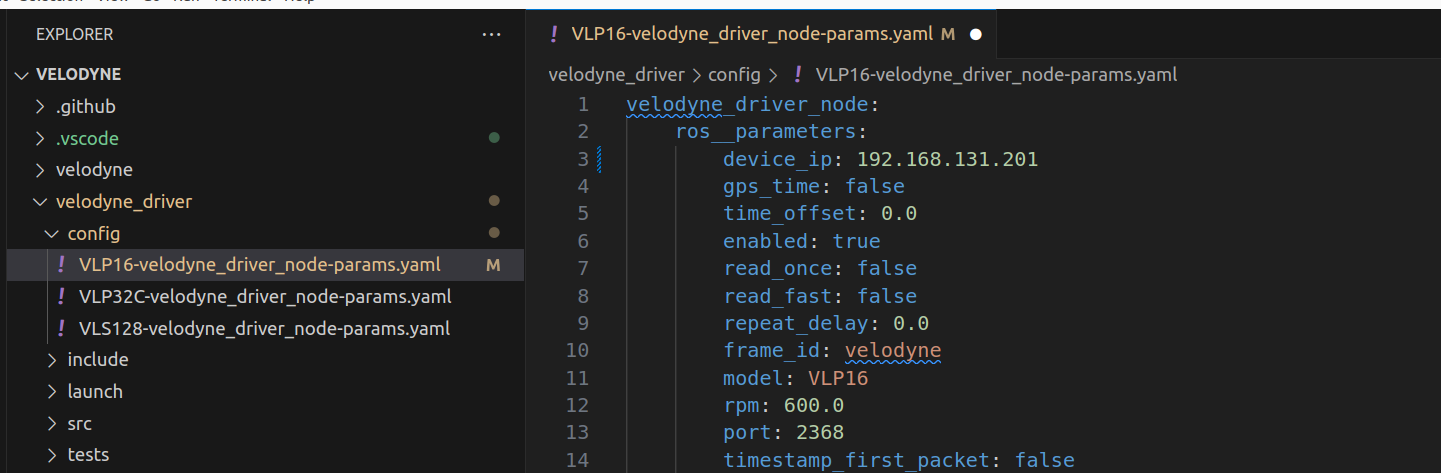 Selection View Go Run Terminal Help
EXPLORER ...
VELODYNE
.github
.vscode
velodyne
velodyne_driver
config
! VLP16-velodyne_driver_node-params.yaml M
! VLP32C-velodyne_driver_node-params.yaml
! VLS128-velodyne_driver_node-params.yaml
include
launch
src
tests
! VLP16-velodyne_driver_node-params.yaml M
velodyne_driver > config > ! VLP16-velodyne_driver_node-params.yaml
1 velodyne_driver_node:
2 ros__parameters:
3 device_ip: 192.168.131.201
4 gps_time: false
5 time_offset: 0.0
6 enabled: true
7 read_once: false
8 read_fast: false
9 repeat_delay: 0.0
10 frame_id: velodyne
11 model: VLP16
12 rpm: 600.0
13 port: 2368
14 timestamp_first_packet: false